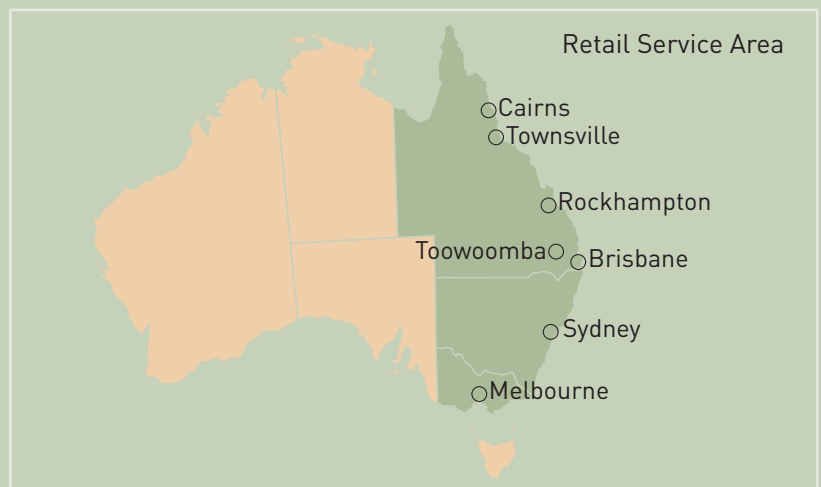 Retail Service Area
Cairns
Townsville
Rockhampton
Toowoomba
Brisbane
Sydney
Melbourne